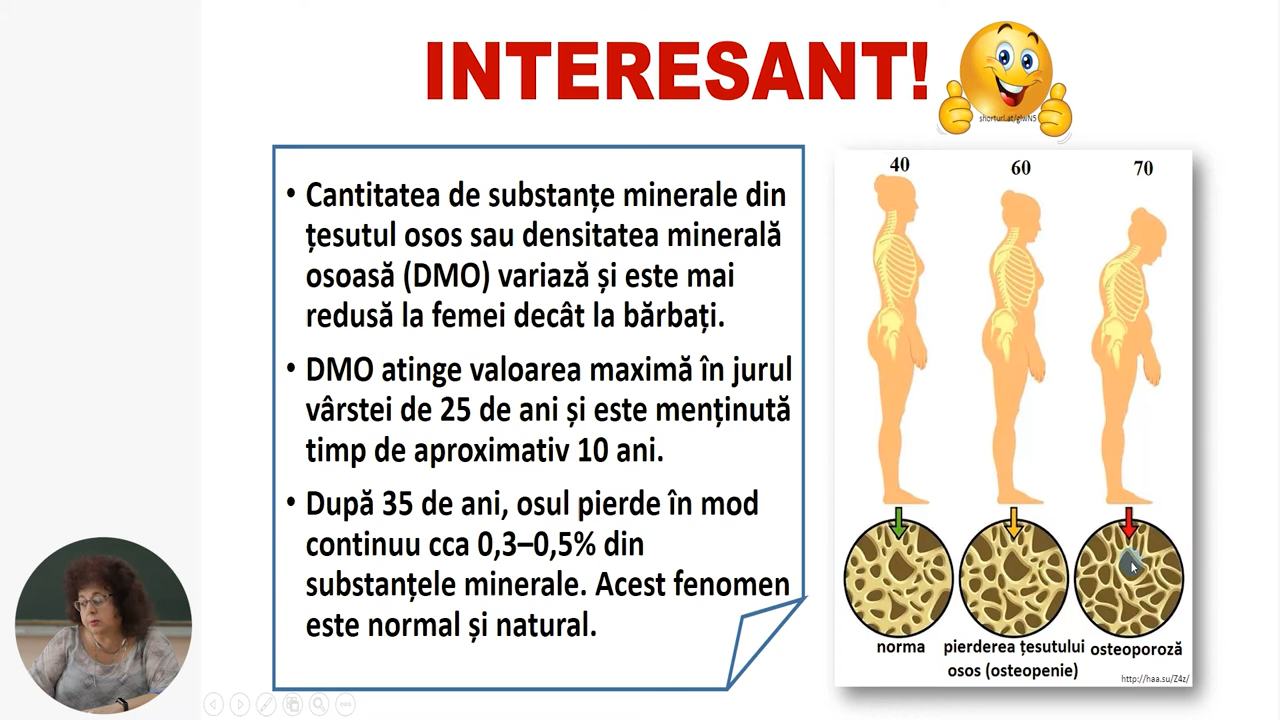 INTERESANT!
shorturl.at/glwN5
• Cantitatea de substanțe minerale din
țesutul osos sau densitatea minerală
osoasă (DMO) variază și este mai
redusă la femei decât la bărbați.
• DMO atinge valoarea maximă în jurul
vârstei de 25 de ani și este menținută
timp de aproximativ 10 ani.
• După 35 de ani, osul pierde în mod
continuu cca 0,3–0,5% din
substanțele minerale. Acest fenomen
este normal și natural.
40 60 70
norma
pierderea țesutului
osos (osteopenie)
osteoporoză
http://haa.su/Z4z/